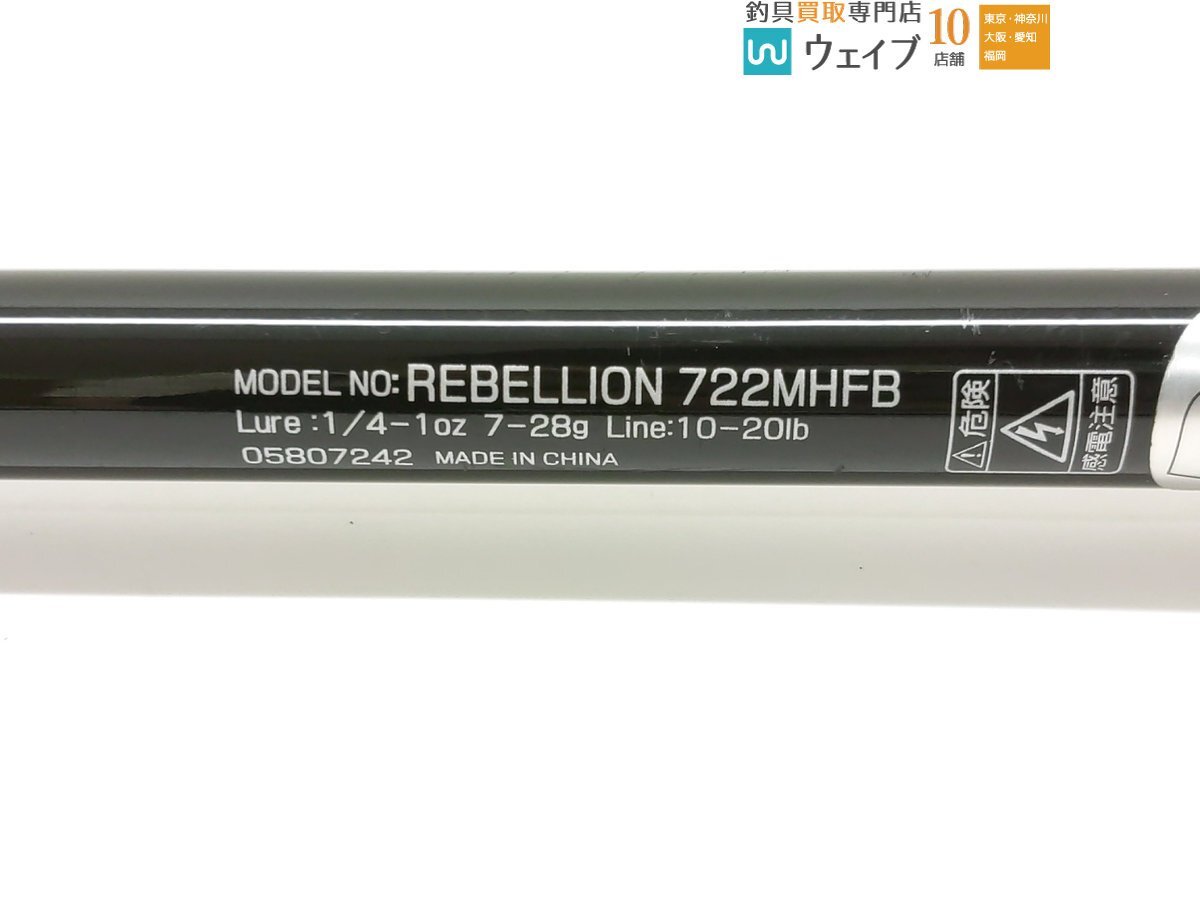 釣具買取専門店
ウェイブ
10
店舗
東京・神奈川
大阪・愛知
福岡
MODEL NO: REBELLION 722MHFB
Lure :1/4-1oz 7-28g Line:10-20lb
05807242 MADE IN CHINA
危険
感電注意